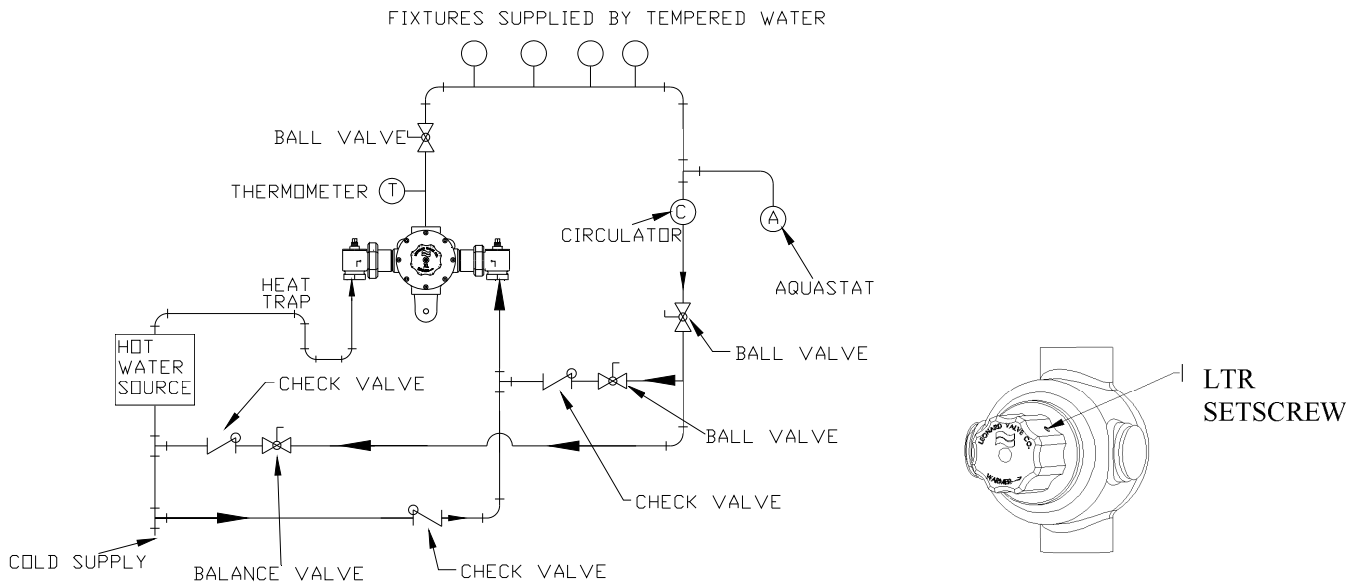 FIXTURES SUPPLIED BY TEMPERED WATER
BALL VALVE
THERMOMETER
T
C
CIRCULATOR
A
AQUASTAT
HEAT
TRAP
HOT
WATER
SOURCE
BALL VALVE
CHECK VALVE
BALL VALVE
CHECK VALVE
COLD SUPPLY
BALANCE VALVE
CHECK VALVE
LTR
SETSCREW
LEONARD VALVE CO.
WARMER